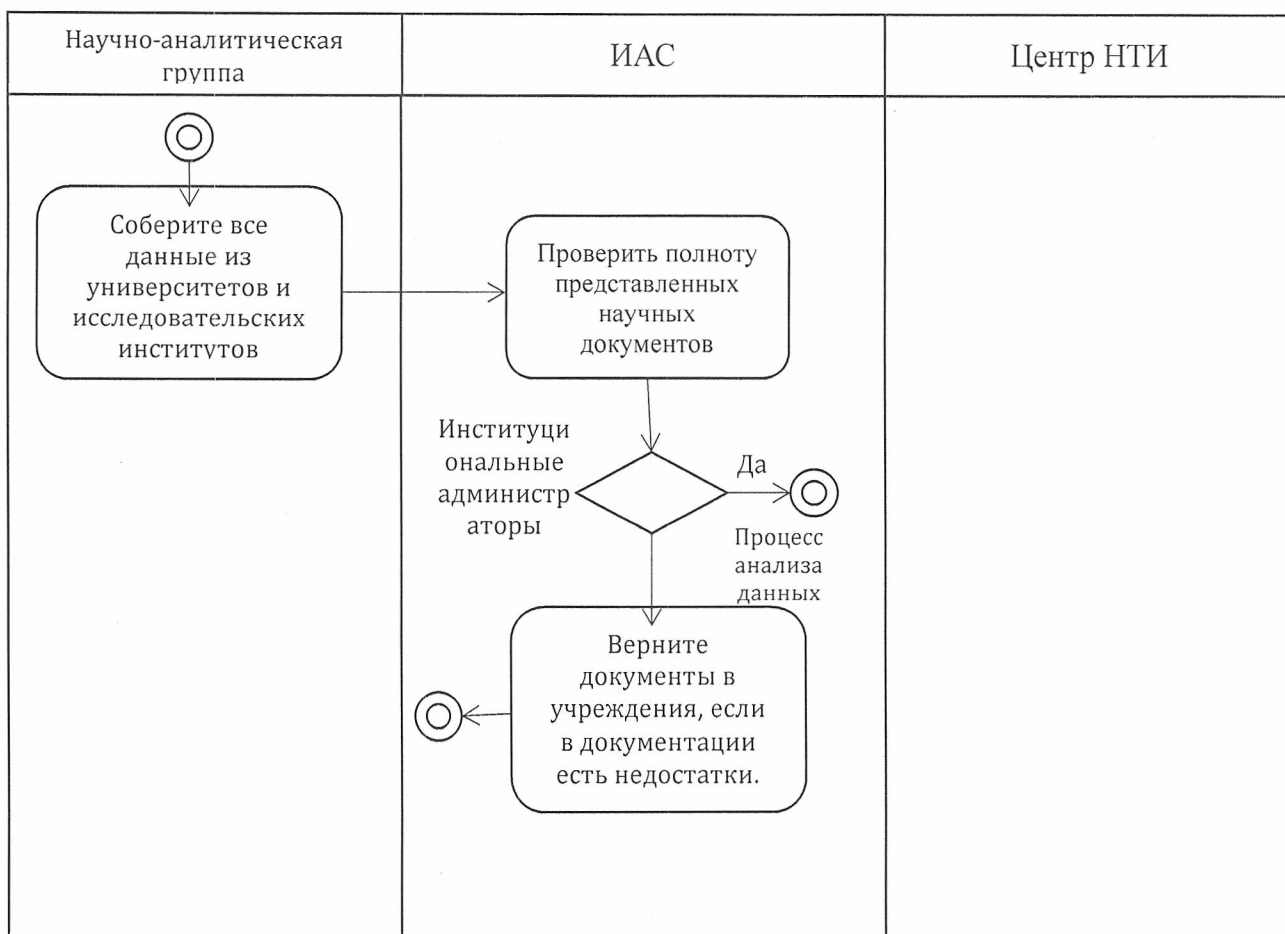 Научно-аналитическая
группа
ИАС
Центр НТИ
Соберите все
данные из
университетов и
исследовательских
институтов
Проверить полноту
представленных
научных
документов
Институци
ональные
администр
аторы
Да
Процесс
анализа
данных
Верните
документы в
учреждения, если
в документации
есть недостатки.